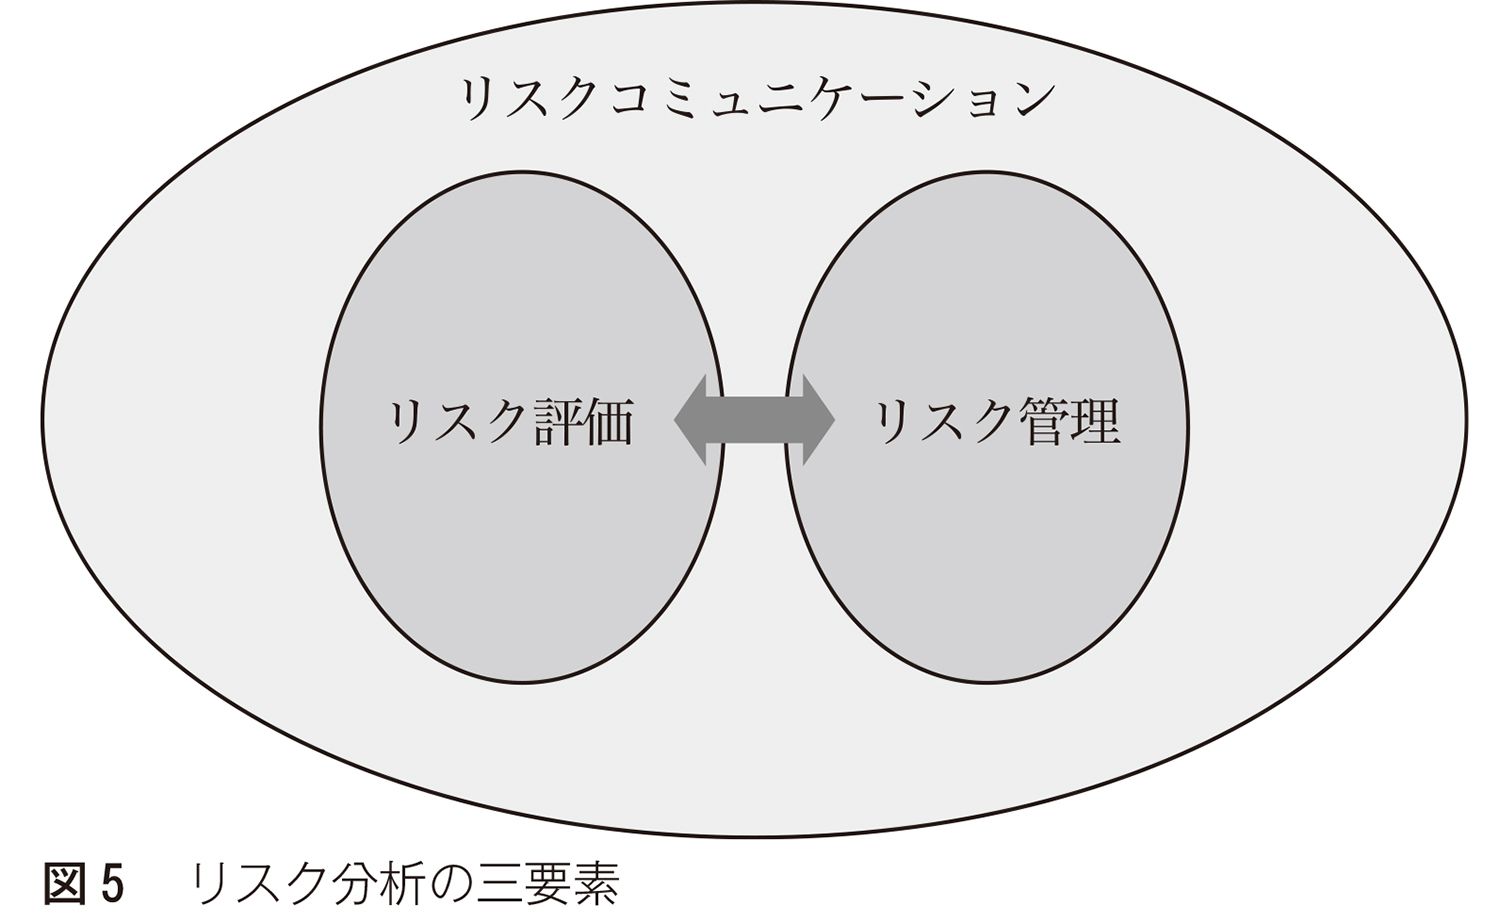 リスクコミュニケーション
リスク評価
リスク管理
図5 リスク分析の三要素